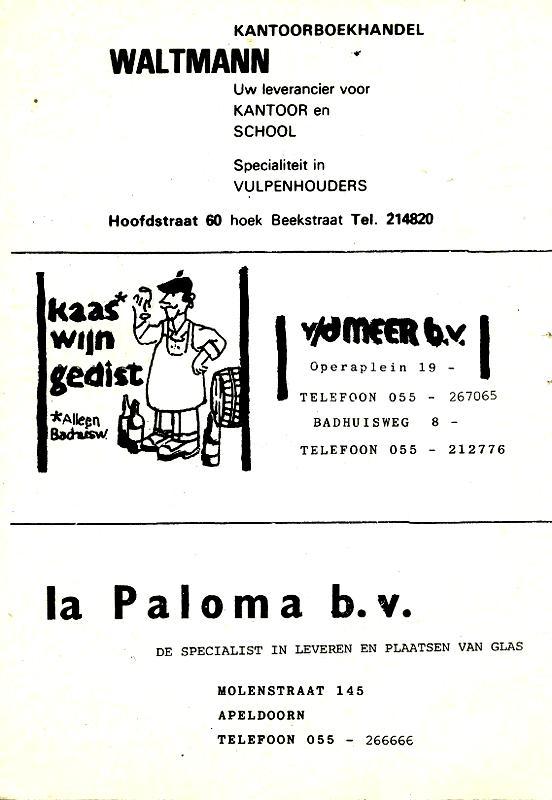 KANTOORBOEKHANDEL
WALTMANN
Uw leverancier voor
KANTOOR en
SCHOOL
Specialiteit in
VULPENHOUDERS
Hoofdstraat 60 hoek Beekstraat Tel. 214820
kaas*
wijn
gedist
*Alleen
Badhuisw.
v/d MEER b.v.
Operaplein 19 -
TELEFOON 055 - 267065
BADHUISWEG 8 -
TELEFOON 055 - 212776
la Paloma b.v.
DE SPECIALIST IN LEVEREN EN PLAATSEN VAN GLAS
MOLENSTRAAT 145
APELDOORN
TELEFOON 055 - 266666